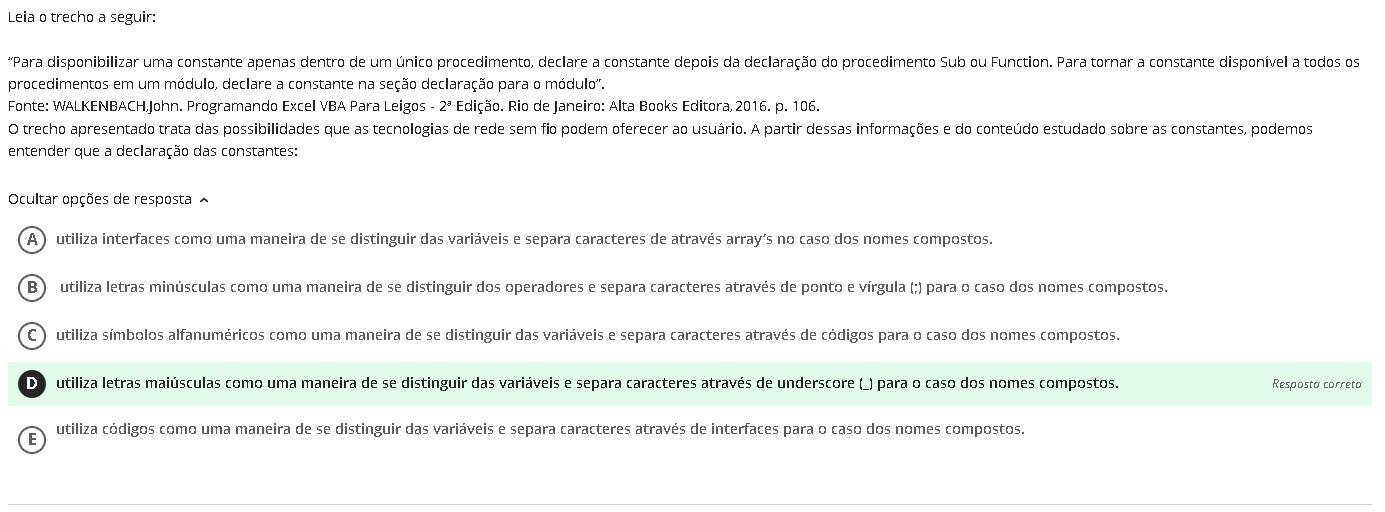 Leia o trecho a seguir:
“Para disponibilizar uma constante apenas dentro de um único procedimento, declare a constante depois da declaração do procedimento Sub ou Function. Para tornar a constante disponível a todos os
procedimentos em um módulo, declare a constante na seção declaração para o módulo”.
Fonte: WALKENBACH,John. Programando Excel VBA Para Leigos - 2ª Edição. Rio de Janeiro: Alta Books Editora, 2016. p. 106.
O trecho apresentado trata das possibilidades que as tecnologias de rede sem fio podem oferecer ao usuário. A partir dessas informações e do conteúdo estudado sobre as constantes, podemos
entender que a declaração das constantes:
Ocultar opções de resposta
A utiliza interfaces como uma maneira de se distinguir das variáveis e separa caracteres de através array’s no caso dos nomes compostos.
B utiliza letras minúsculas como uma maneira de se distinguir dos operadores e separa caracteres através de ponto e vírgula (;) para o caso dos nomes compostos.
C utiliza símbolos alfanuméricos como uma maneira de se distinguir das variáveis e separa caracteres através de códigos para o caso dos nomes compostos.
D utiliza letras maiúsculas como uma maneira de se distinguir das variáveis e separa caracteres através de underscore (_) para o caso dos nomes compostos. Resposta correta
E utiliza códigos como uma maneira de se distinguir das variáveis e separa caracteres através de interfaces para o caso dos nomes compostos.